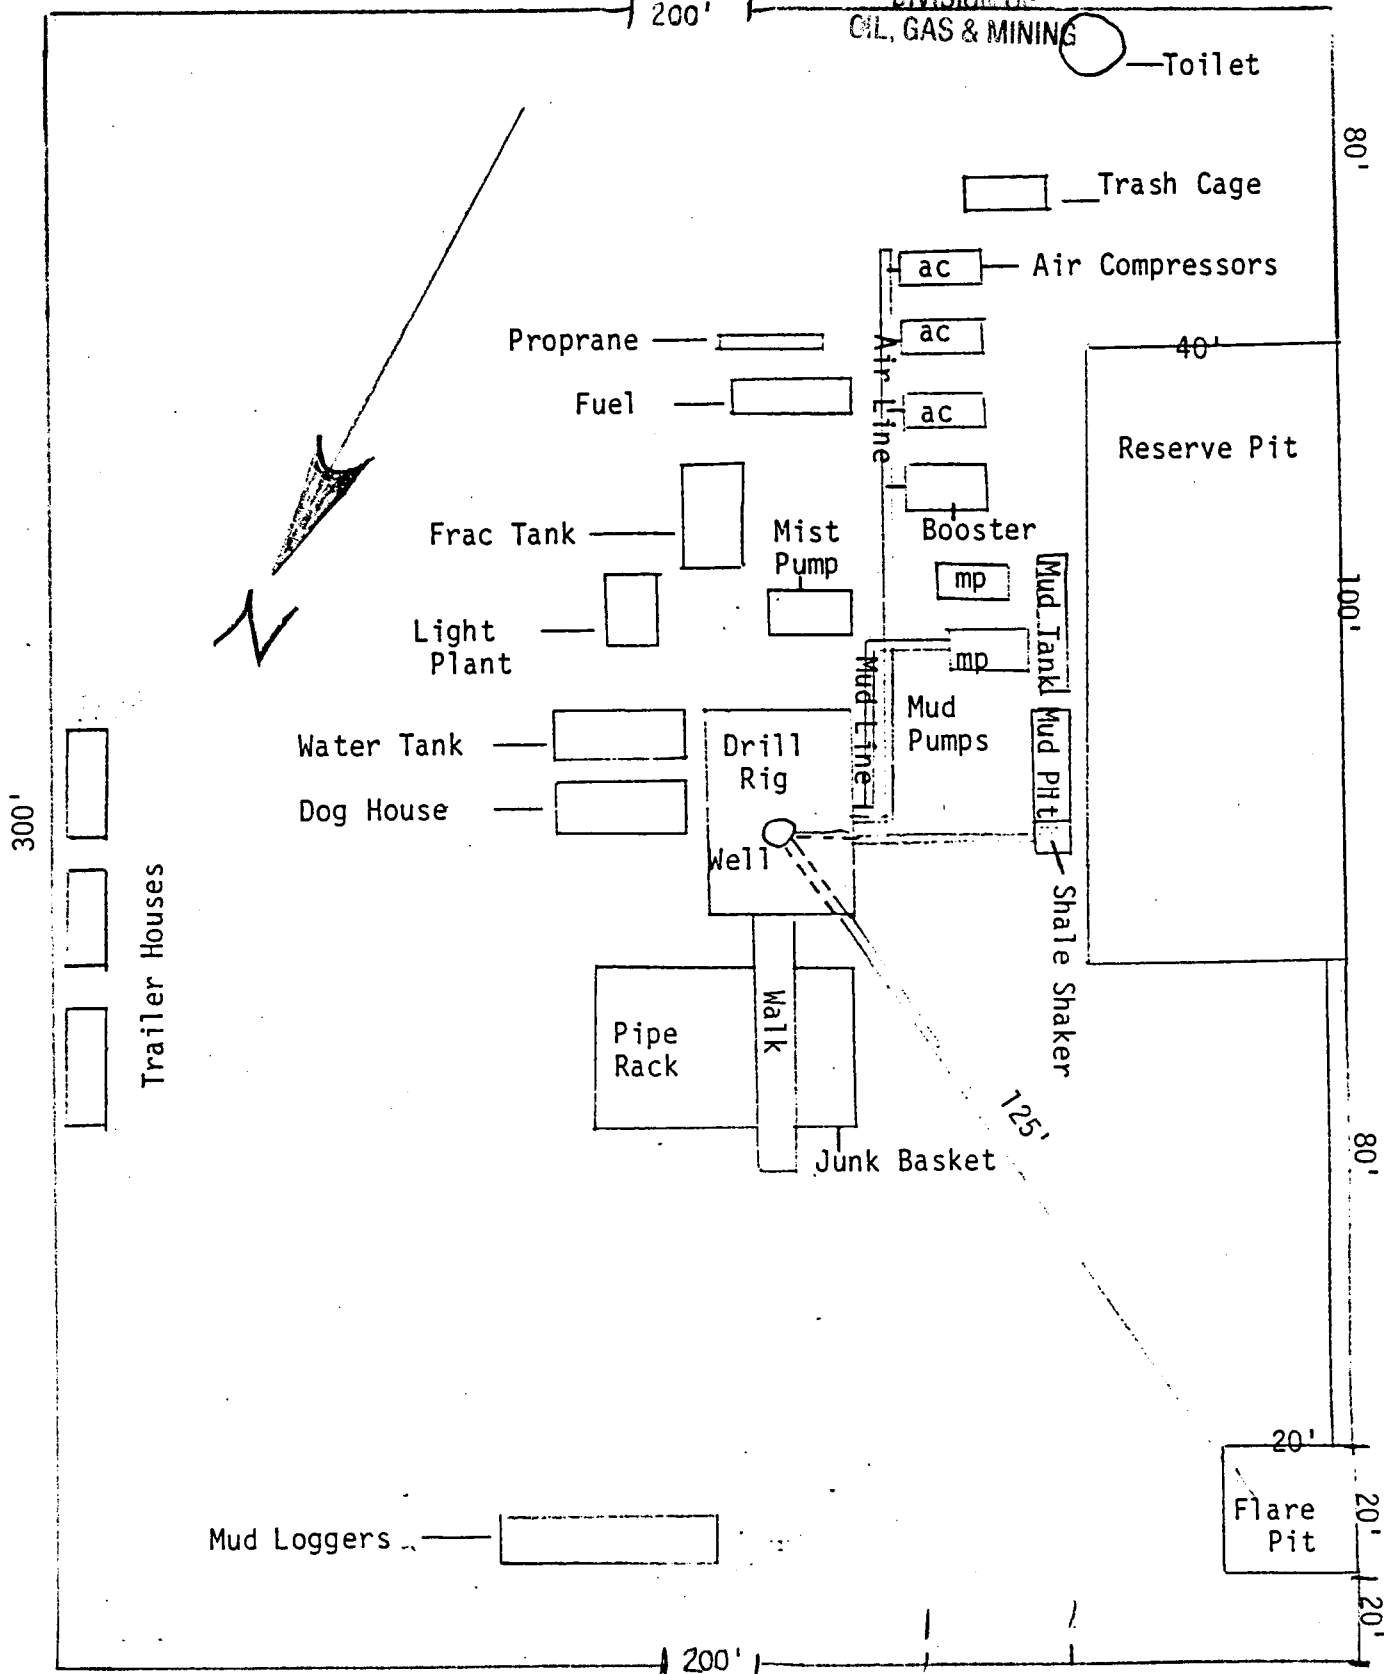 200'
OIL, GAS & MINING
Toilet
80'
Trash Cage
ac
Air Compressors
Proprane
ac
Air Line
40'
Fuel
ac
Reserve Pit
Frac Tank
Mist
Pump
Booster
mp
Mud Tank
100'
Light
Plant
N
mp
Mud Line
Mud
Pumps
Mud
Water Tank
Drill
Rig
Dog House
300'
Well
Shale Shaker
Trailer Houses
Walk
Pipe
Rack
125'
Junk Basket
80'
20'
Flare
Pit
20'
Mud Loggers
20'
200'